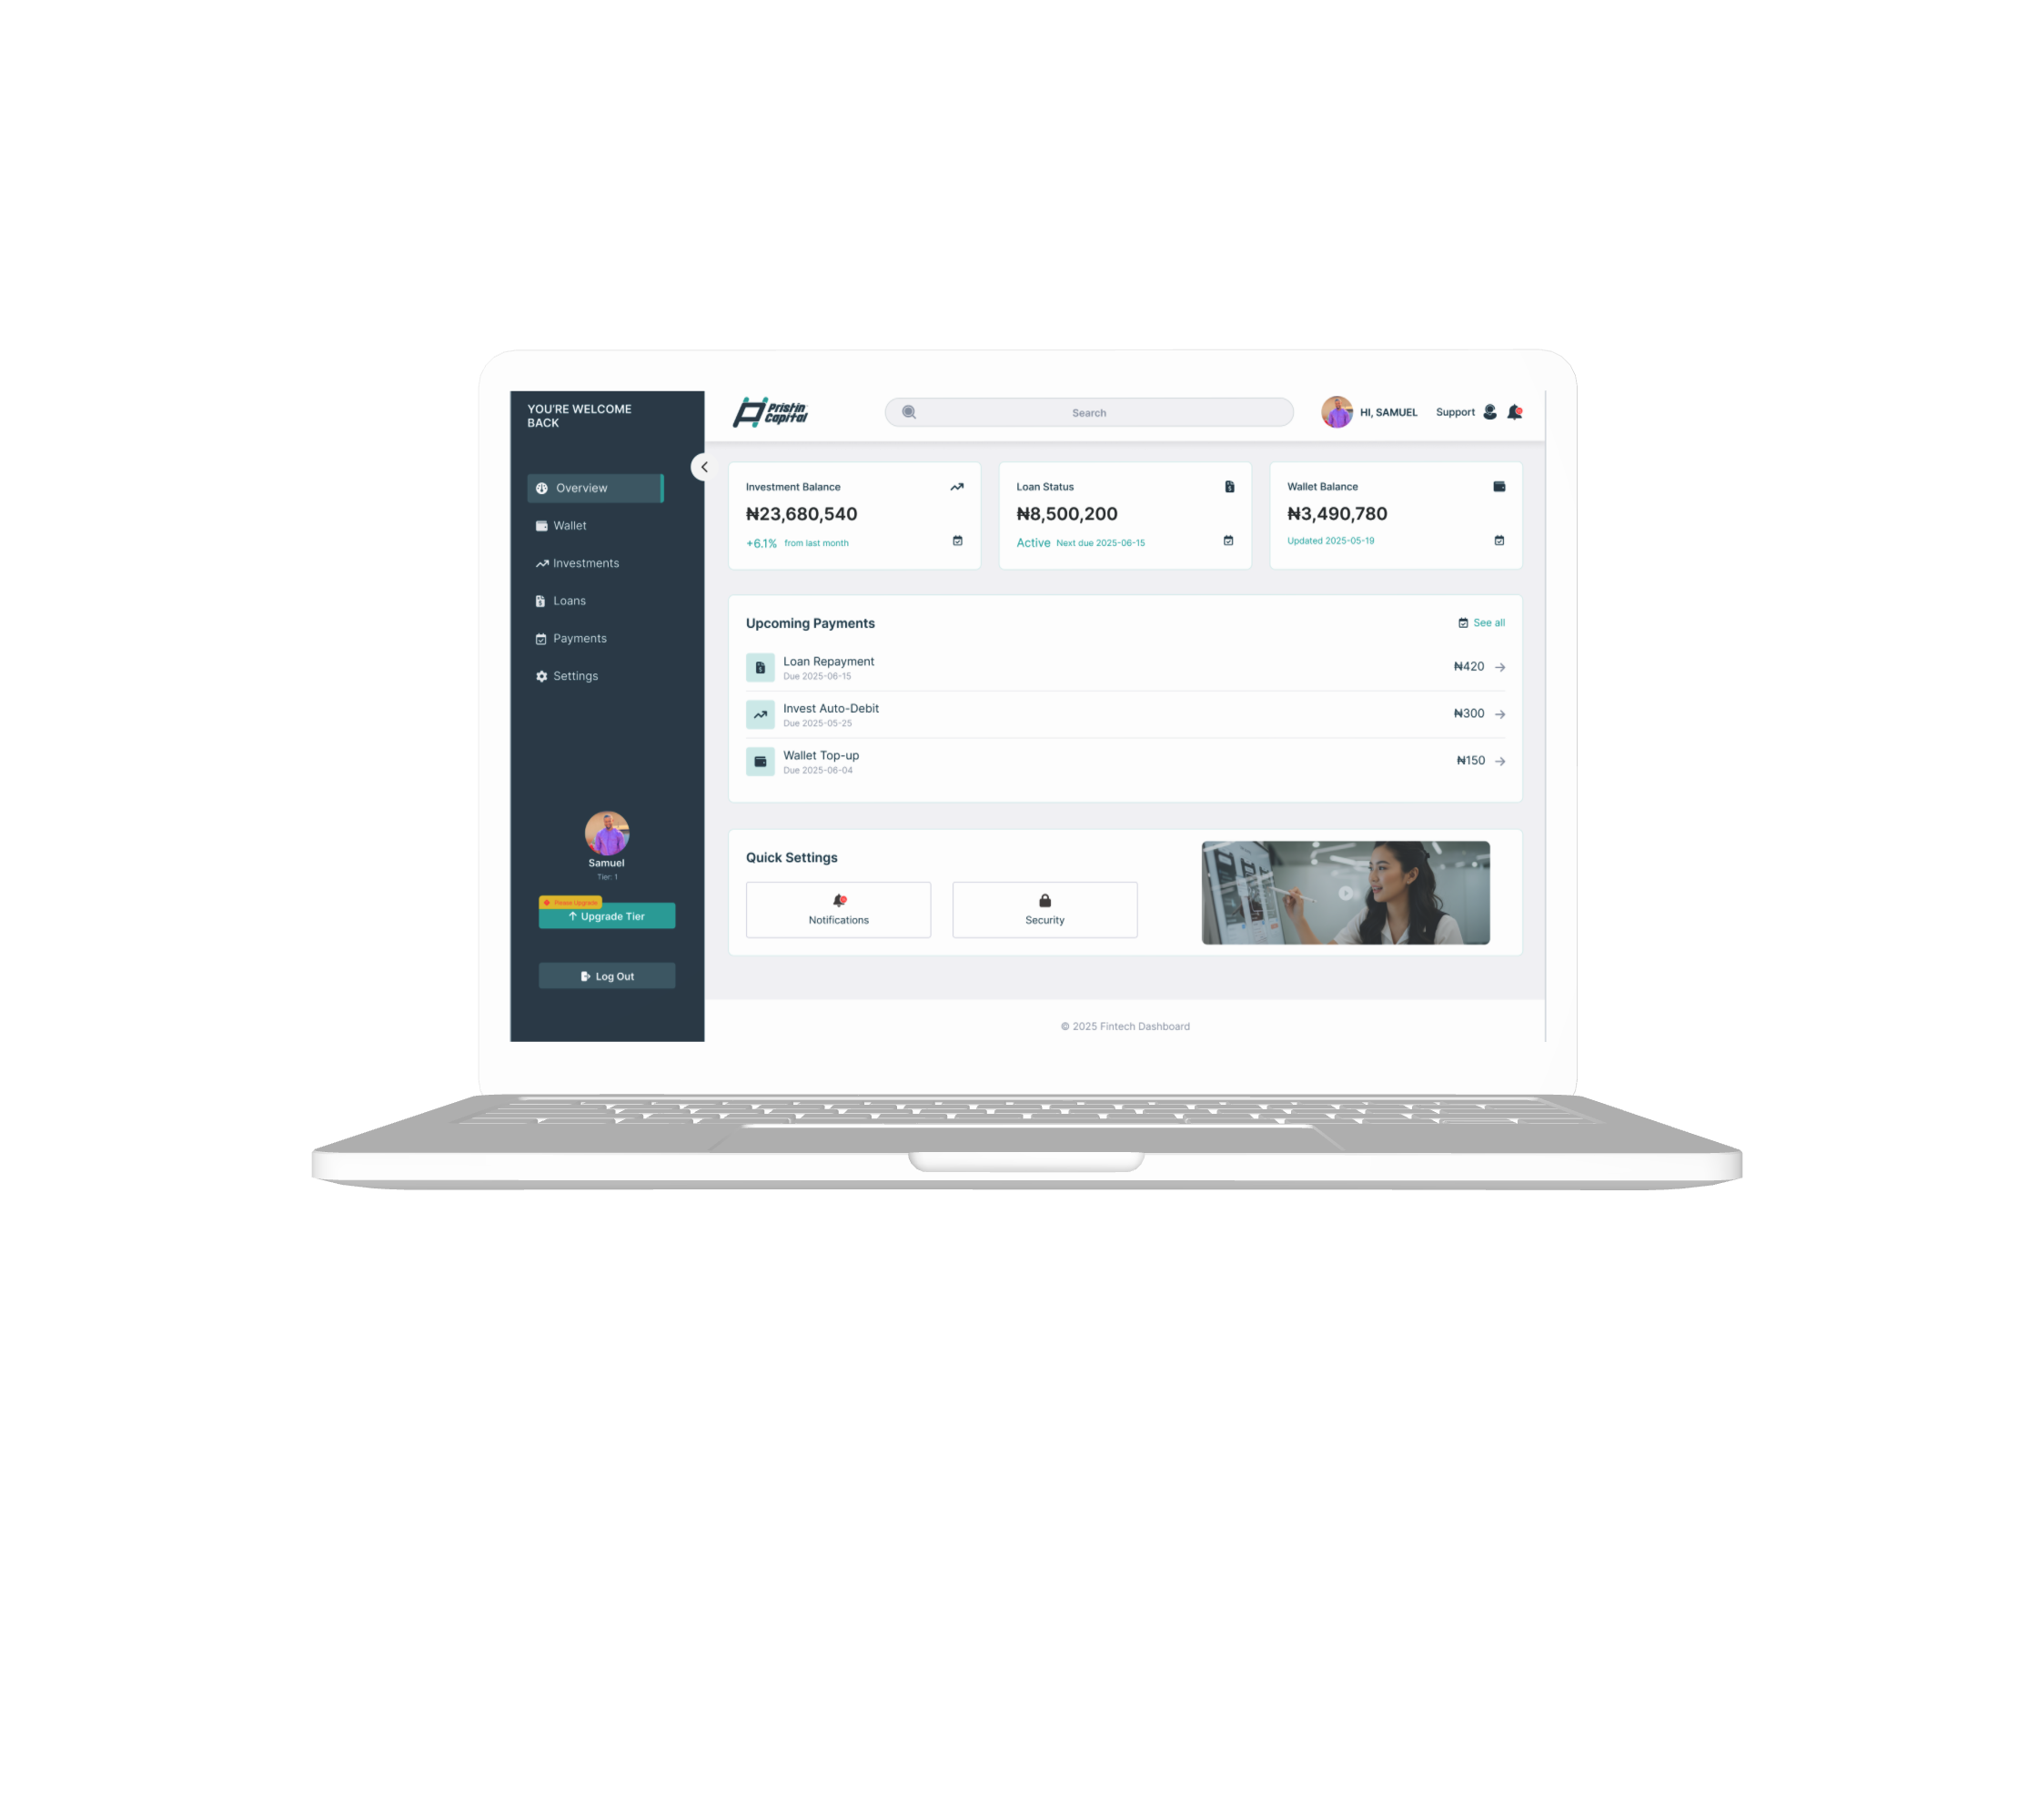 YOU'RE WELCOME
BACK
Overview
Wallet
Investments
Loans
Payments
Settings
Samuel
Tier: 1
Please Upgrade
Upgrade Tier
Log Out
Pristin
Capital
Search
HI, SAMUEL
Support
Investment Balance
₦23,680,540
+6.1% from last month
Loan Status
₦8,500,200
Active Next due 2025-06-15
Wallet Balance
₦3,490,780
Updated 2025-05-19
Upcoming Payments
See all
Loan Repayment
Due 2025-06-15
₦420
Invest Auto-Debit
Due 2025-05-25
₦300
Wallet Top-up
Due 2025-06-04
₦150
Quick Settings
Notifications
Security
© 2025 Fintech Dashboard